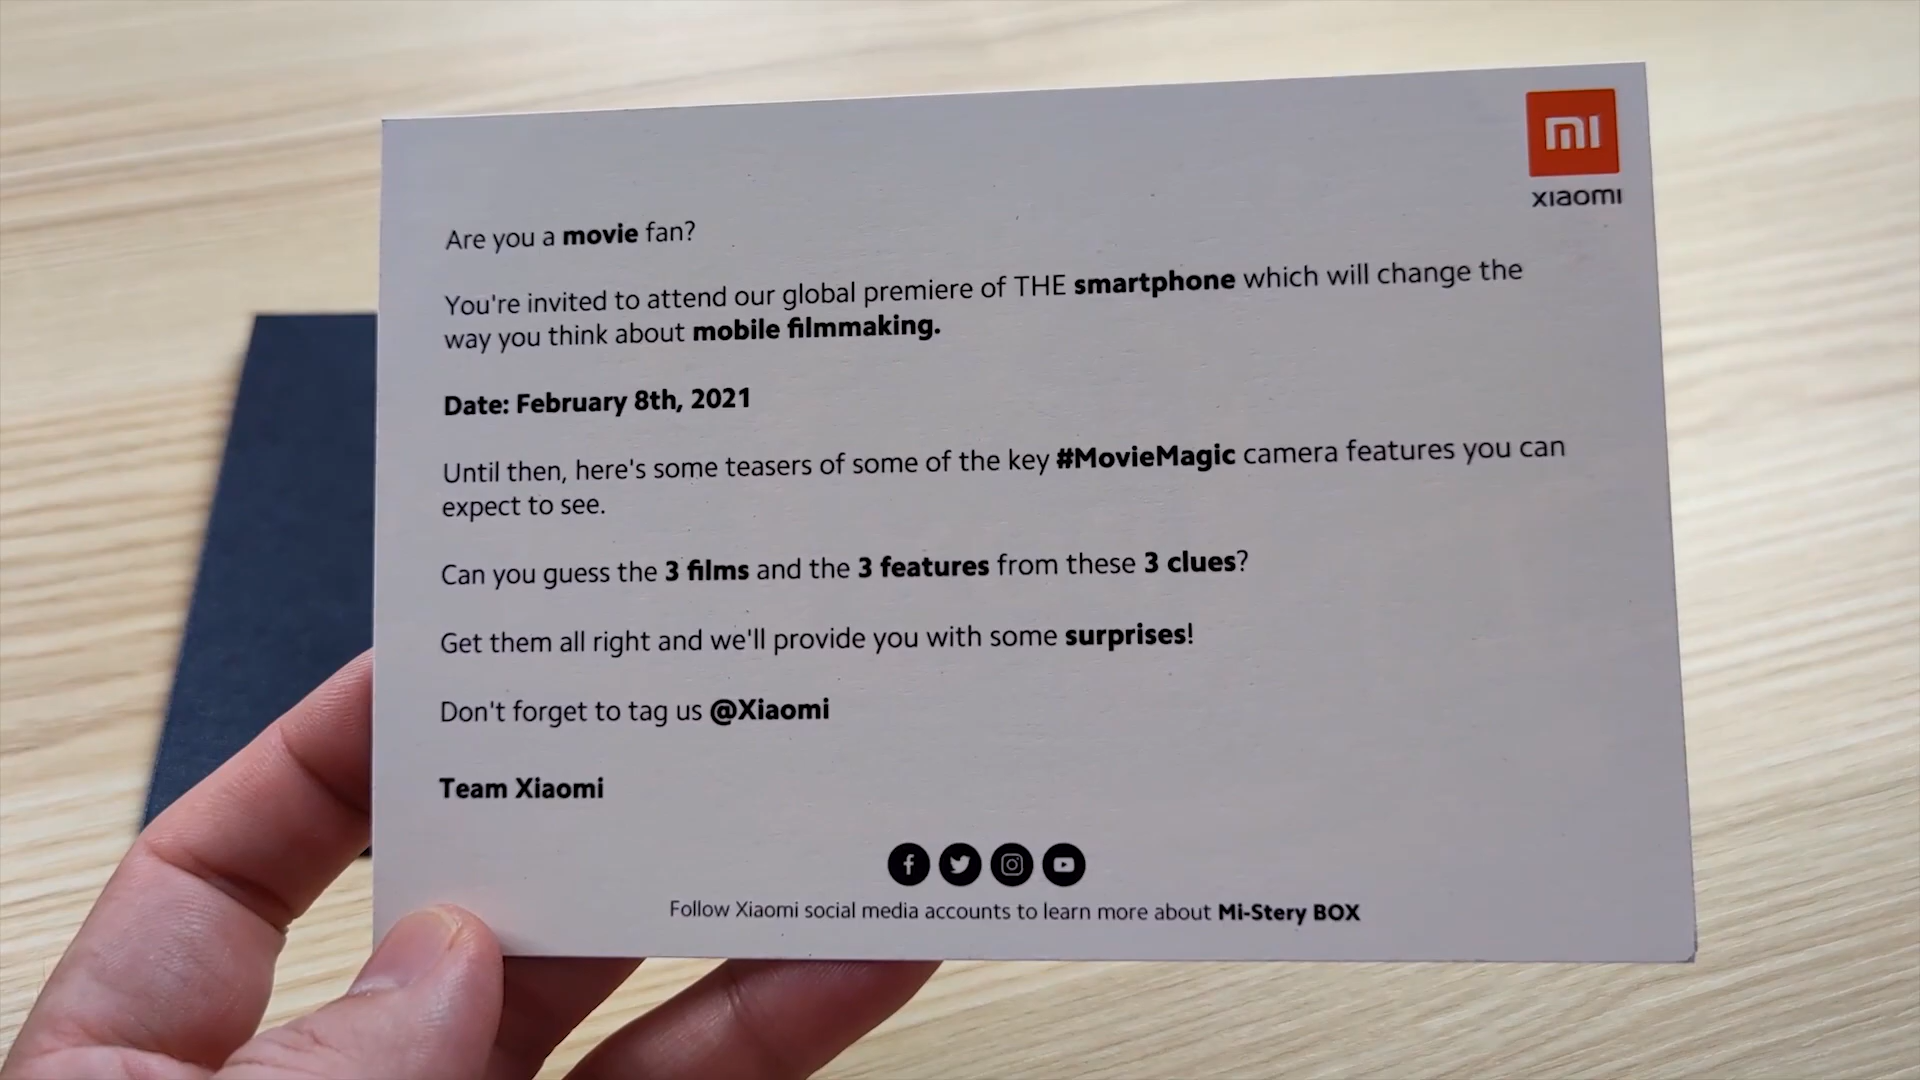 mi
xıaomı
Are you a movie fan?
You're invited to attend our global premiere of THE smartphone which will change the
way you think about mobile filmmaking.
Date: February 8th, 2021
Until then, here's some teasers of some of the key #MovieMagic camera features you can
expect to see.
Can you guess the 3 films and the 3 features from these 3 clues?
Get them all right and we'll provide you with some surprises!
Don't forget to tag us @Xiaomi
Team Xiaomi
Follow Xiaomi social media accounts to learn more about Mi-Stery BOX